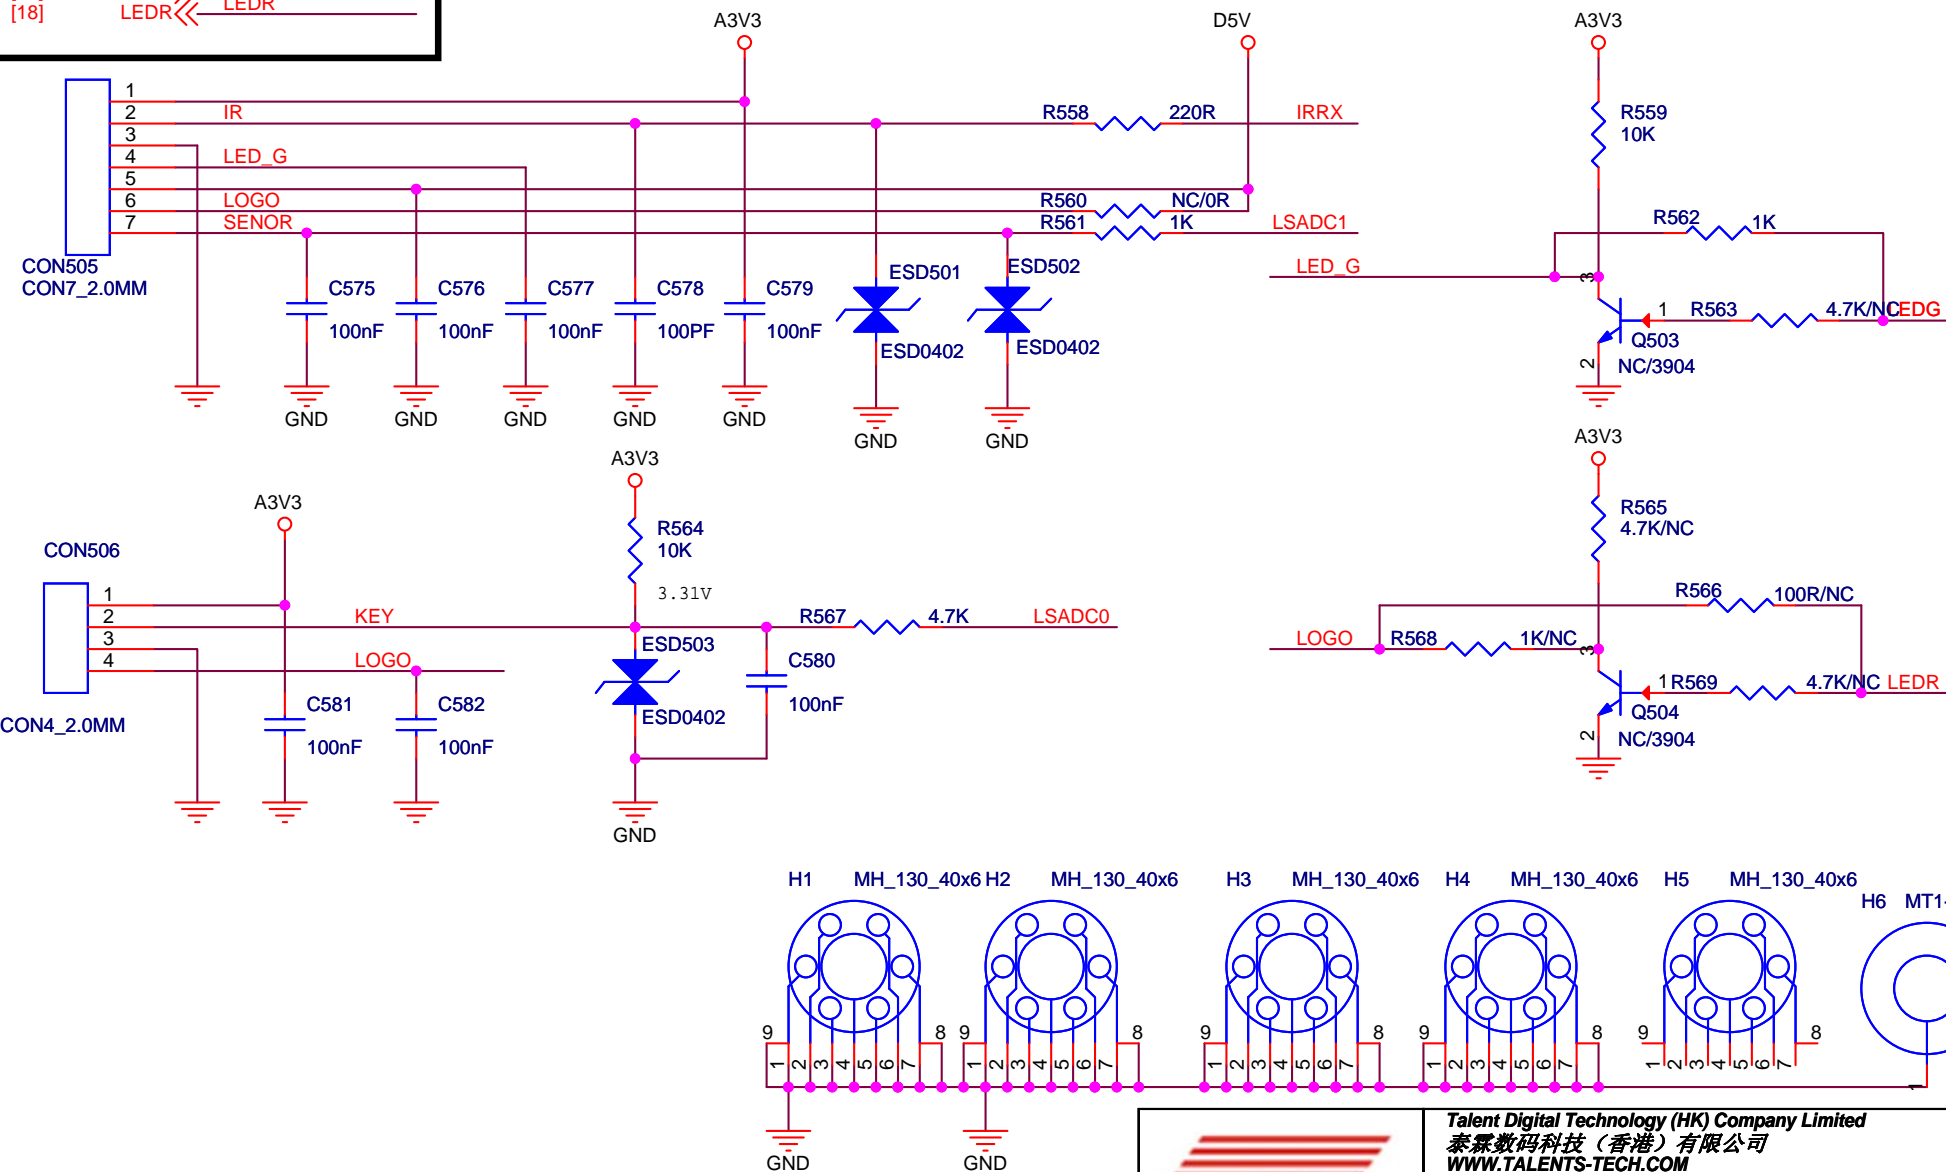 [18] LEDR LEDR
A3V3 D5V A3V3
1
2 IR R558 220R IRRX
3
4 LED_G
5
6 LOGO R560 NC/0R
7 SENOR R561 1K LSADC1
CON505
CON7_2.0MM
R559
10K
R562 1K
LED_G
3
1 R563 4.7K/NC LEDG
Q503
2 NC/3904
C575 C576 C577 C578 C579 ESD501 ESD502
100nF 100nF 100nF 100PF 100nF ESD0402 ESD0402
GND GND GND GND GND GND GND
A3V3 A3V3 A3V3
CON506
R564
10K
3.31V
1
2 KEY R567 4.7K LSADC0
3
4 LOGO
CON4_2.0MM
C581 C582
100nF 100nF
ESD503
ESD0402
C580
100nF
GND
R565
4.7K/NC
R566 100R/NC
LOGO R568 1K/NC
3
1 R569 4.7K/NC LEDR
Q504
2 NC/3904
H1 MH_130_40x6 H2 MH_130_40x6 H3 MH_130_40x6 H4 MH_130_40x6 H5 MH_130_40x6
H6
9 8 9 8 9 8 9 8 9 8
1 2 3 4 5 6 7 1 2 3 4 5 6 7 1 2 3 4 5 6 7 1 2 3 4 5 6 7 1 2 3 4 5 6 7 1
GND GND
Talent Digital Technology (HK) Company Limited
泰霖数码科技（香港）有限公司
WWW.TALENTS-TECH.COM